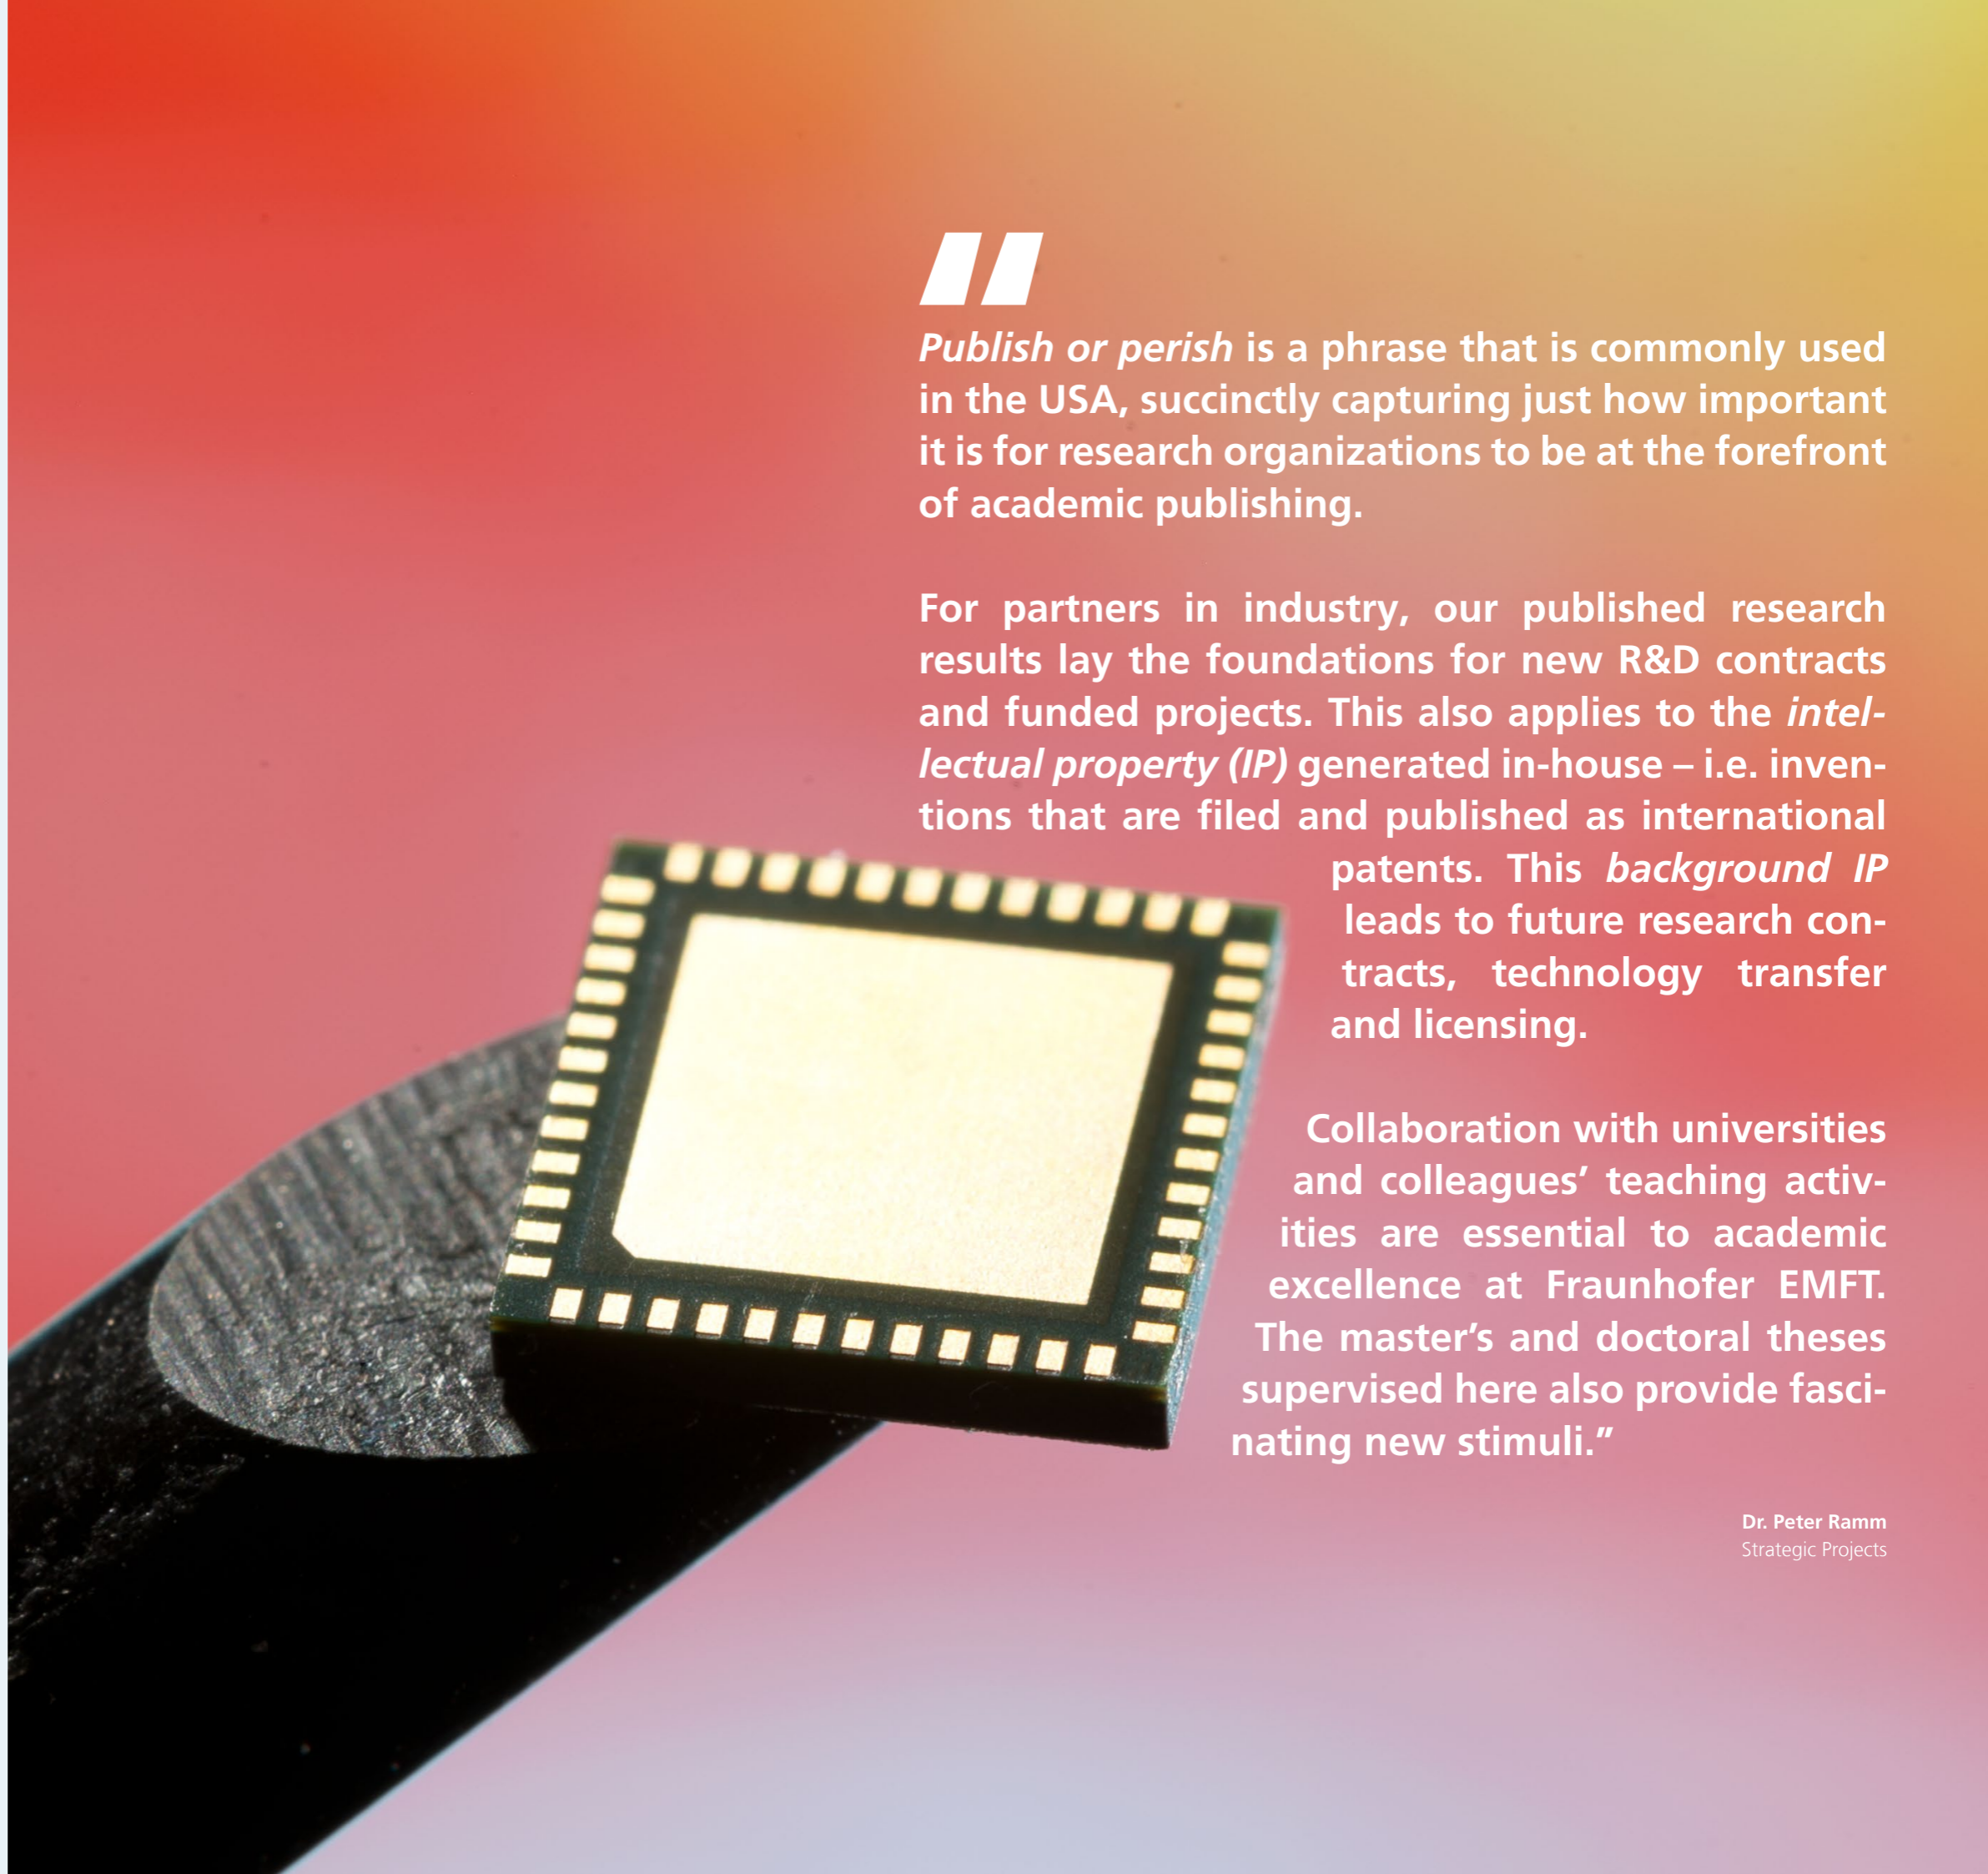 "
Publish or perish is a phrase that is commonly used
in the USA, succinctly capturing just how important
it is for research organizations to be at the forefront
of academic publishing.
For partners in industry, our published research
results lay the foundations for new R&D contracts
and funded projects. This also applies to the intel-
lectual property (IP) generated in-house – i.e. inven-
tions that are filed and published as international
patents. This background IP
leads to future research con-
tracts, technology transfer
and licensing.
Collaboration with universities
and colleagues’ teaching activ-
ities are essential to academic
excellence at Fraunhofer EMFT.
The master’s and doctoral theses
supervised here also provide fasci-
nating new stimuli.”
Dr. Peter Ramm
Strategic Projects